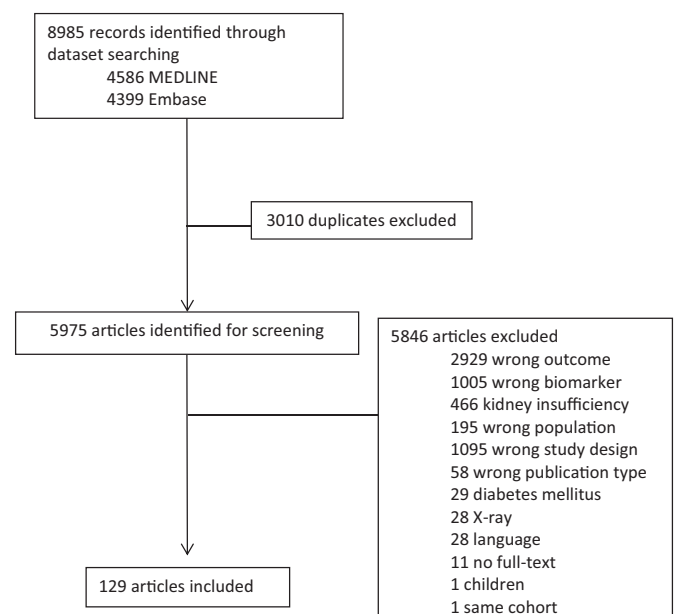 8985 records identified through
dataset searching
4586 MEDLINE
4399 Embase
3010 duplicates excluded
5975 articles identified for screening
5846 articles excluded
2929 wrong outcome
1005 wrong biomarker
466 kidney insufficiency
195 wrong population
1095 wrong study design
58 wrong publication type
29 diabetes mellitus
28 X-ray
28 language
11 no full-text
1 children
1 same cohort
129 articles included